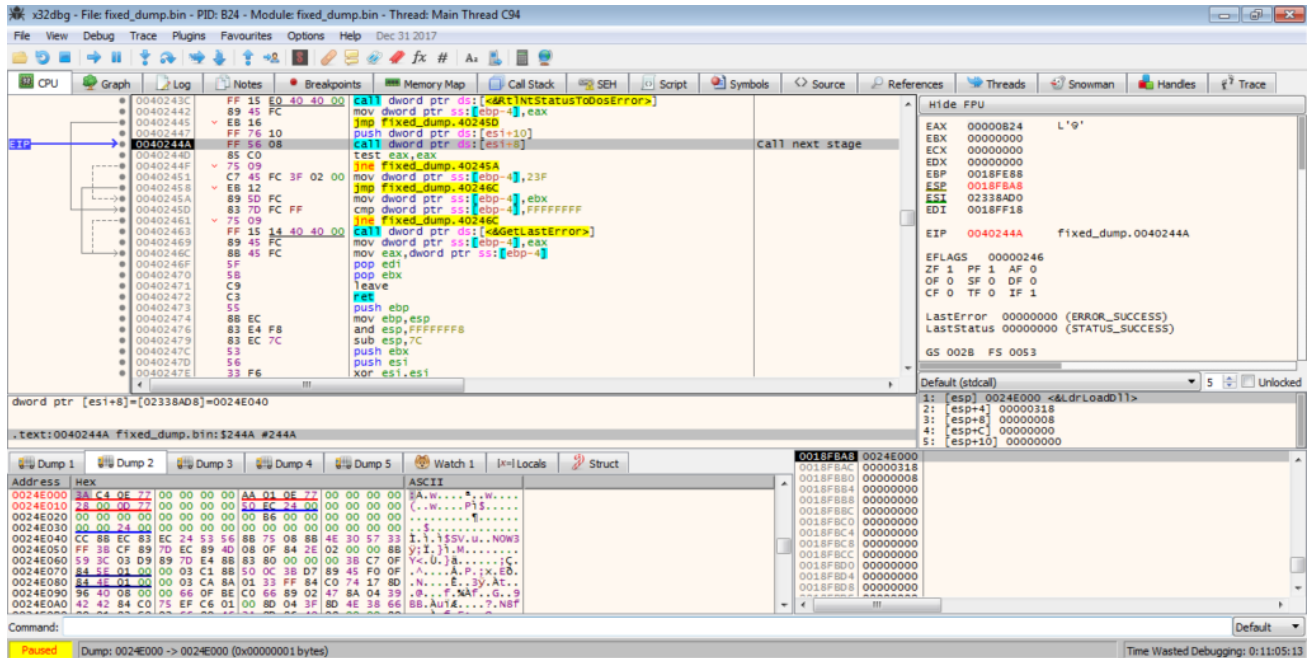 x32dbg - File: fixed_dump.bin - PID: B24 - Module: fixed_dump.bin - Thread: Main Thread C94
File View Debug Trace Plugins Favourites Options Help Dec 31 2017
CPU Graph Log Notes Breakpoints Memory Map Call Stack SEH Script Symbols Source References Threads Snowman Handles Trace
0040243C FF 15 E0 40 40 00 call dword ptr ds:[<&RtlNtStatusToDosError>]
00402442 89 45 FC mov dword ptr ss:[ebp-4],eax
00402445 EB 16 jmp fixed_dump.40245D
00402447 FF 76 10 push dword ptr ds:[esi+10]
EIP 0040244A FF 56 08 call dword ptr ds:[esi+8] Call next stage
0040244D 85 C0 test eax,eax
0040244F 75 09 jne fixed_dump.40245A
00402451 C7 45 FC 3F 02 00 mov dword ptr ss:[ebp-4],23F
00402458 EB 12 jmp fixed_dump.40246C
0040245A 89 5D FC mov dword ptr ss:[ebp-4],ebx
0040245D 83 7D FC FF cmp dword ptr ss:[ebp-4],FFFFFFFF
00402461 75 09 jne fixed_dump.40246C
00402463 FF 15 14 40 40 00 call dword ptr ds:[<&GetLastError>]
00402469 89 45 FC mov dword ptr ss:[ebp-4],eax
0040246C 8B 45 FC mov eax,dword ptr ss:[ebp-4]
0040246F 5F pop edi
00402470 5B pop ebx
00402471 C9 leave
00402472 C3 ret
00402473 55 push ebp
00402474 8B EC mov ebp,esp
00402476 83 E4 F8 and esp,FFFFFFF8
00402479 83 EC 7C sub esp,7C
0040247C 53 push ebx
0040247D 56 push esi
0040247E 33 F6 xor esi,esi
Hide FPU
EAX 00000B24 L'9'
EBX 00000000
ECX 00000000
EDX 00000000
EBP 0018FE88
ESP 0018FBA8
ESI 02338AD0
EDI 0018FF18
EIP 0040244A fixed_dump.0040244A
EFLAGS 00000246
ZF 1 PF 1 AF 0
OF 0 SF 0 DF 0
CF 0 TF 0 IF 1
LastError 00000000 (ERROR_SUCCESS)
LastStatus 00000000 (STATUS_SUCCESS)
GS 002B FS 0053
Default (stdcall) 5 Unlocked
1: [esp] 0024E000 <&LdrLoadDll>
2: [esp+4] 00000318
3: [esp+8] 00000008
4: [esp+C] 00000000
5: [esp+10] 00000000
dword ptr [esi+8]=[02338AD8]=0024E040
.text:0040244A fixed_dump.bin:$244A #244A
Dump 1 Dump 2 Dump 3 Dump 4 Dump 5 Watch 1 Locals Struct
Address Hex ASCII
0024E000 3A C4 0E 77 00 00 00 00 AA 01 0E 77 00 00 00 00
0024E010 28 00 0D 77 00 00 00 00 50 EC 24 00 00 00 00 00
0024E020 00 00 00 00 00 00 00 00 00 B6 00 00 00 00 00 00
0024E030 00 00 24 00 00 00 00 00 00 00 00 00 00 00 00 00
0024E040 CC 8B EC 83 EC 24 53 56 8B 75 08 8B 4E 30 57 33
0024E050 FF 3B CF 89 7D EC 89 4D 08 0F 84 2E 02 00 00 8B
0024E060 59 3C 03 D9 89 7D E4 8B 83 80 00 00 00 3B C7 0F
0024E070 84 5E 01 00 00 03 C1 8B 50 0C 3B D7 89 45 F0 0F
0024E080 84 4E 01 00 00 03 CA 8A 01 33 FF 84 C0 74 17 8D
0024E090 96 40 08 00 00 66 0F BE C0 66 89 02 47 8A 04 39
0024E0A0 42 42 84 C0 75 EF C6 01 00 8D 04 3F 8D 4E 38 66
0018FBA8 0024E000
0018FBAC 00000318
0018FBB0 00000008
0018FBB4 00000000
0018FBB8 00000000
0018FBBC 00000000
0018FBC0 00000000
0018FBC4 00000000
0018FBC8 00000000
0018FBCC 00000000
0018FBD0 00000000
0018FBD4 00000000
0018FBD8 00000000
Command: Default
Paused Dump: 0024E000 -> 0024E000 (0x00000001 bytes) Time Wasted Debugging: 0:11:05:13